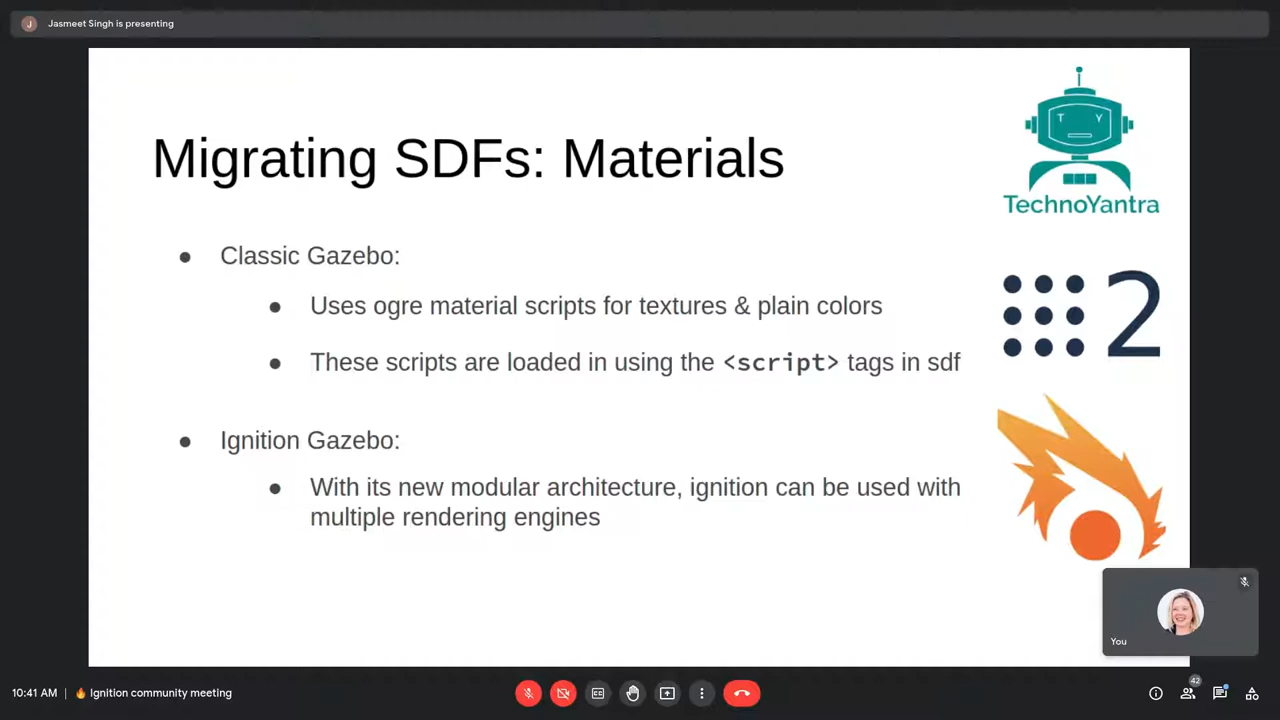 J Jasmeet Singh is presenting
Migrating SDFs: Materials
T Y
TechnoYantra
● Classic Gazebo:
● Uses ogre material scripts for textures & plain colors
● These scripts are loaded in using the <script> tags in sdf
2
● Ignition Gazebo:
● With its new modular architecture, ignition can be used with
multiple rendering engines
You
10:41 AM | 🔥 Ignition community meeting
42